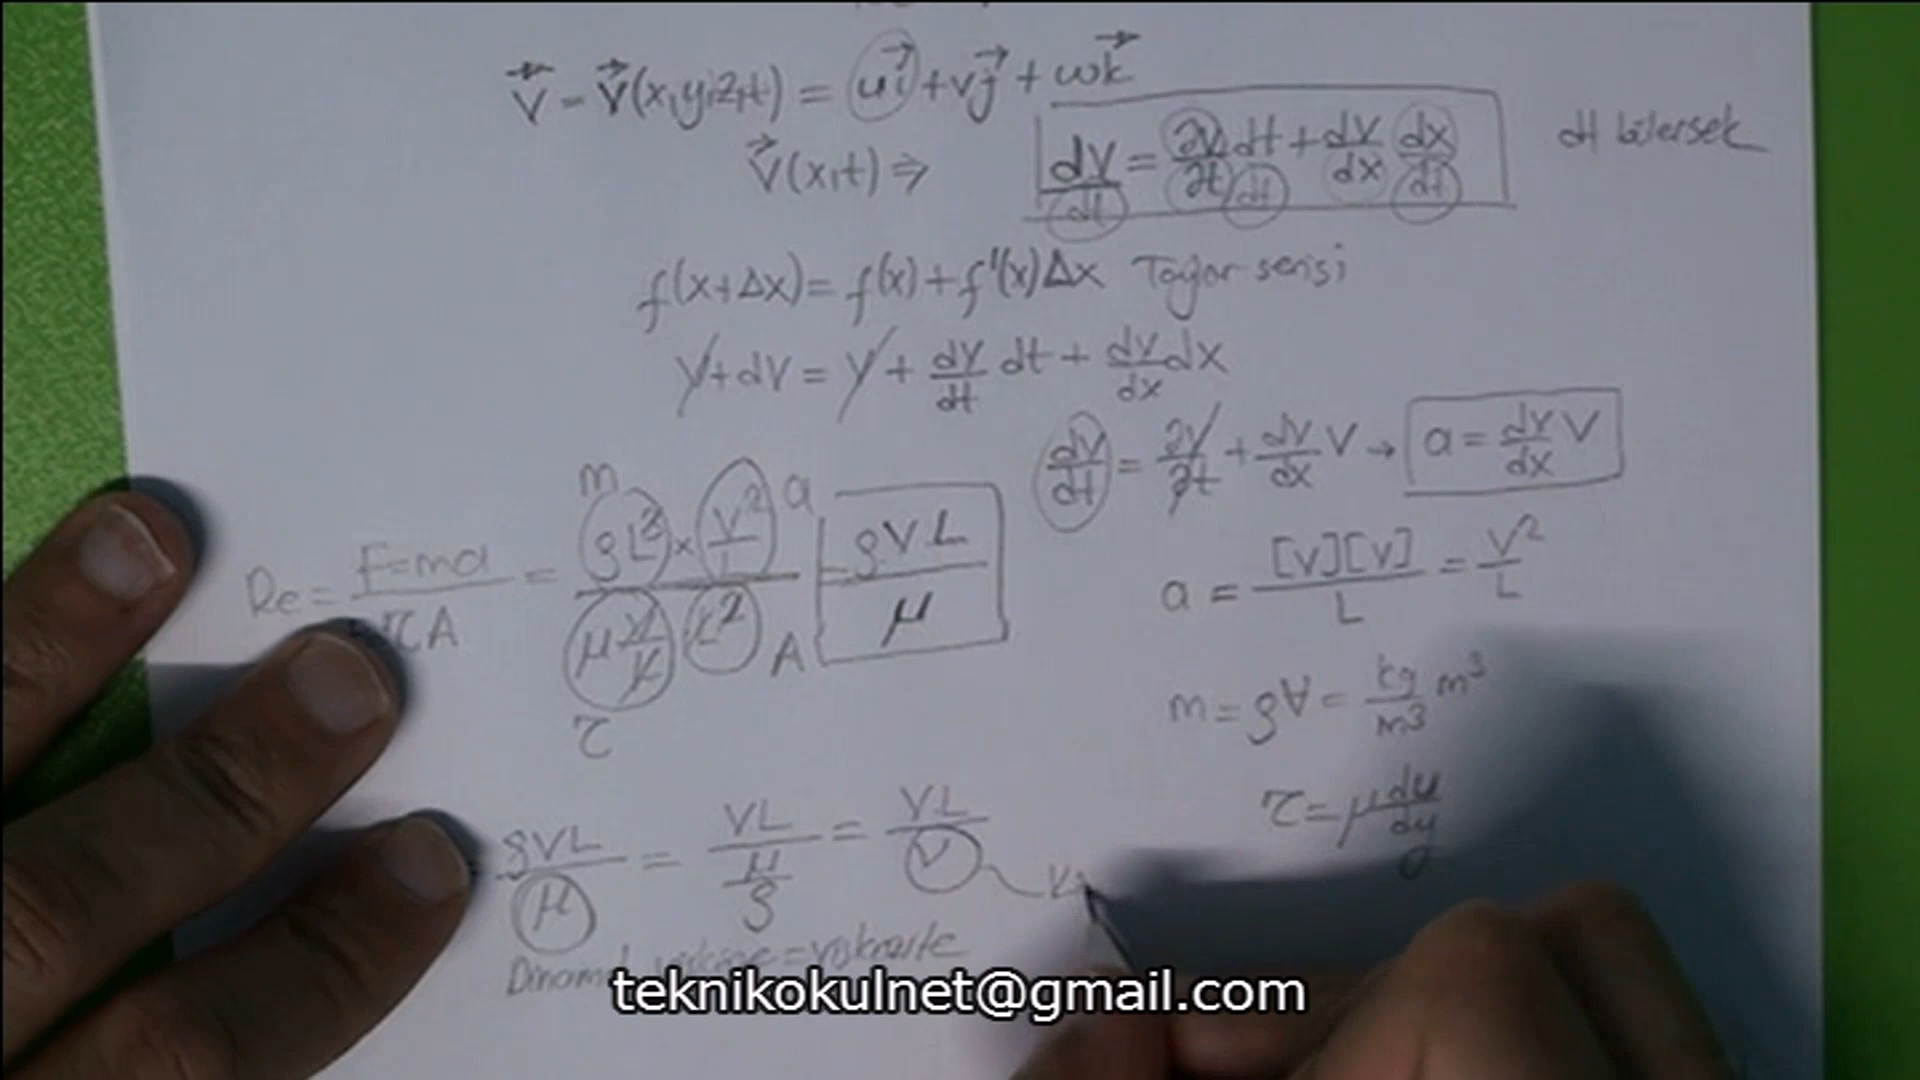 V⃗ = V⃗(x,y,z,t) = ui⃗ + vj⃗ + wk⃗
V⃗(x,t) ⇒
dV/dt = ∂V/∂t dt/dt + dV/dx dx/dt
dt bölersek
f(x+Δx) = f(x) + f'(x)Δx Taylor serisi
V + dV = V + dV/dt dt + dV/dx dx
dV/dt = ∂V/∂t + dV/dx V → a = dV/dx V
Re = F=ma / τA = ρL³ × V²/L / μ V/L L² = ρVL / μ
m
a
A
τ
a = [V][V] / L = V²/L
m = ρV = kg/m³ m³
τ = μ du/dy
ρVL / μ = VL / μ/ρ = VL / ν
teknikokulnet@gmail.com